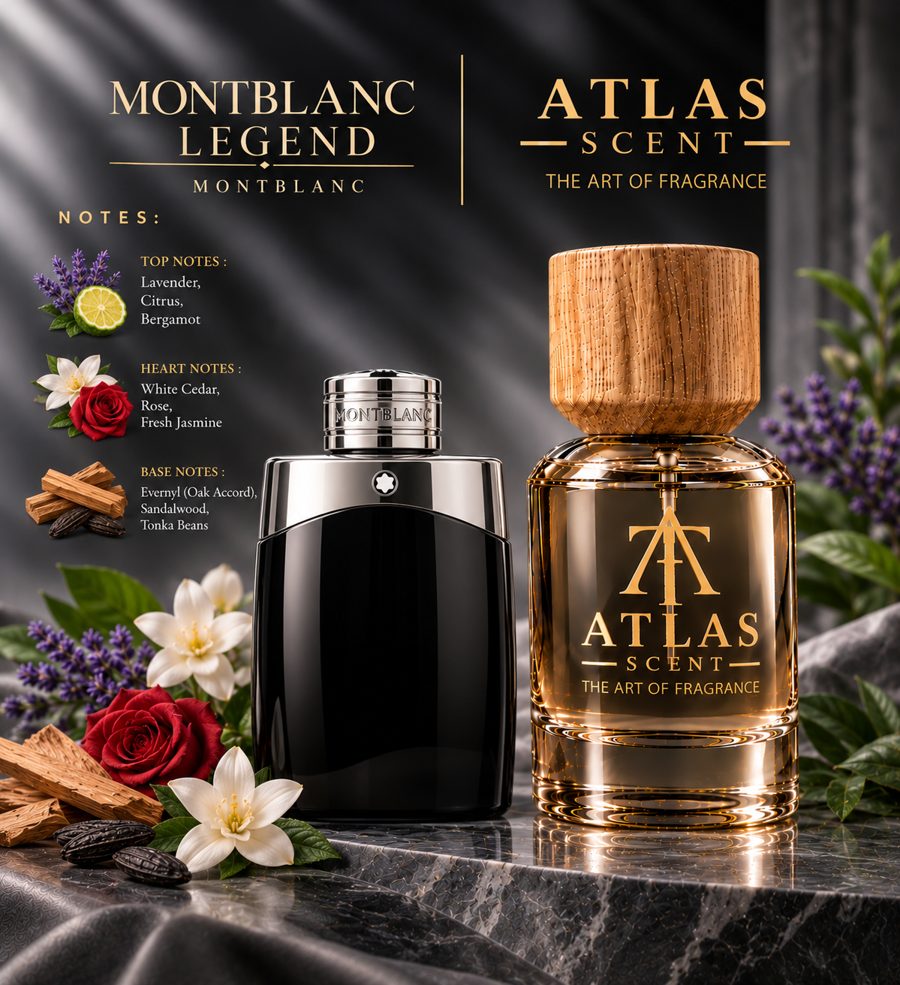 MONTBLANC
LEGEND
MONTBLANC
ATLAS
SCENT
THE ART OF FRAGRANCE
NOTES:
TOP NOTES :
Lavender,
Citrus,
Bergamot
HEART NOTES :
White Cedar,
Rose,
Fresh Jasmine
BASE NOTES :
Evernyl (Oak Accord),
Sandalwood,
Tonka Beans
MONTBLANC
ATLAS
SCENT
THE ART OF FRAGRANCE